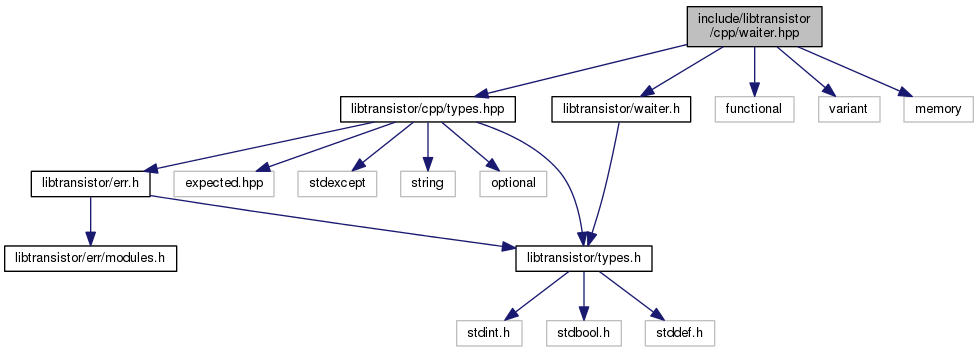 include/libtransistor
/cpp/waiter.hpp
libtransistor/cpp/types.hpp
libtransistor/waiter.h
functional
variant
memory
libtransistor/err.h
expected.hpp
stdexcept
string
optional
libtransistor/err/modules.h
libtransistor/types.h
stdint.h
stdbool.h
stddef.h